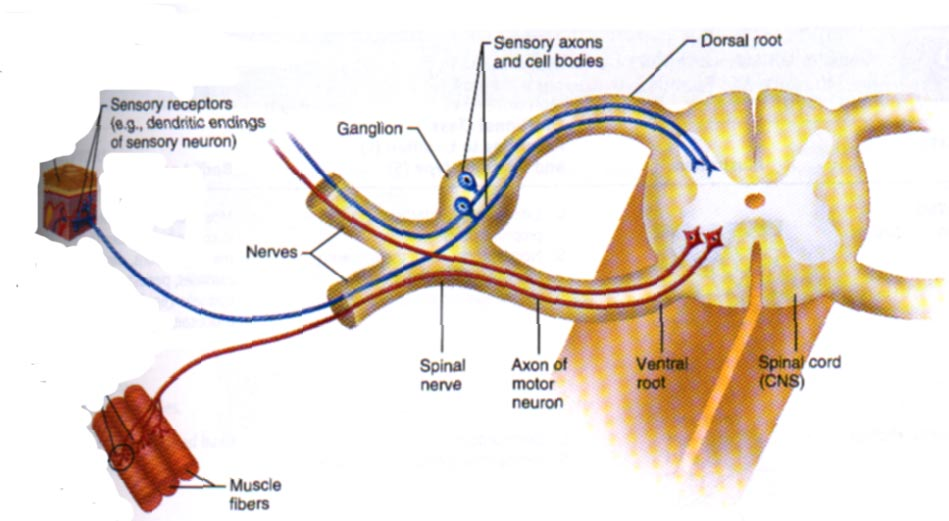 Sensory axons
and cell bodies
Dorsal root
Sensory receptors
(e.g., dendritic endings
of sensory neuron)
Ganglion
Nerves
Spinal
nerve
Axon of
motor
neuron
Ventral
root
Spinal cord
(CNS)
Muscle
fibers